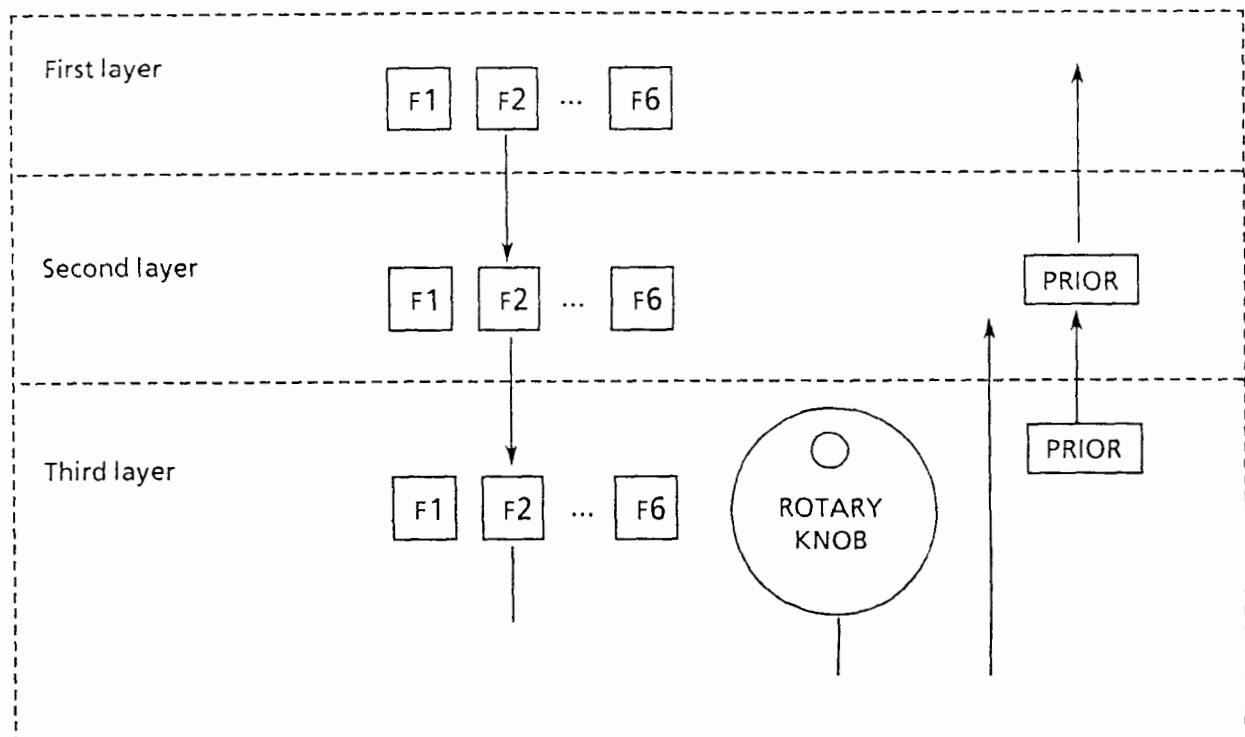 First layer
F1 F2 ... F6
Second layer
F1 F2 ... F6
PRIOR
Third layer
F1 F2 ... F6
ROTARY
KNOB
PRIOR